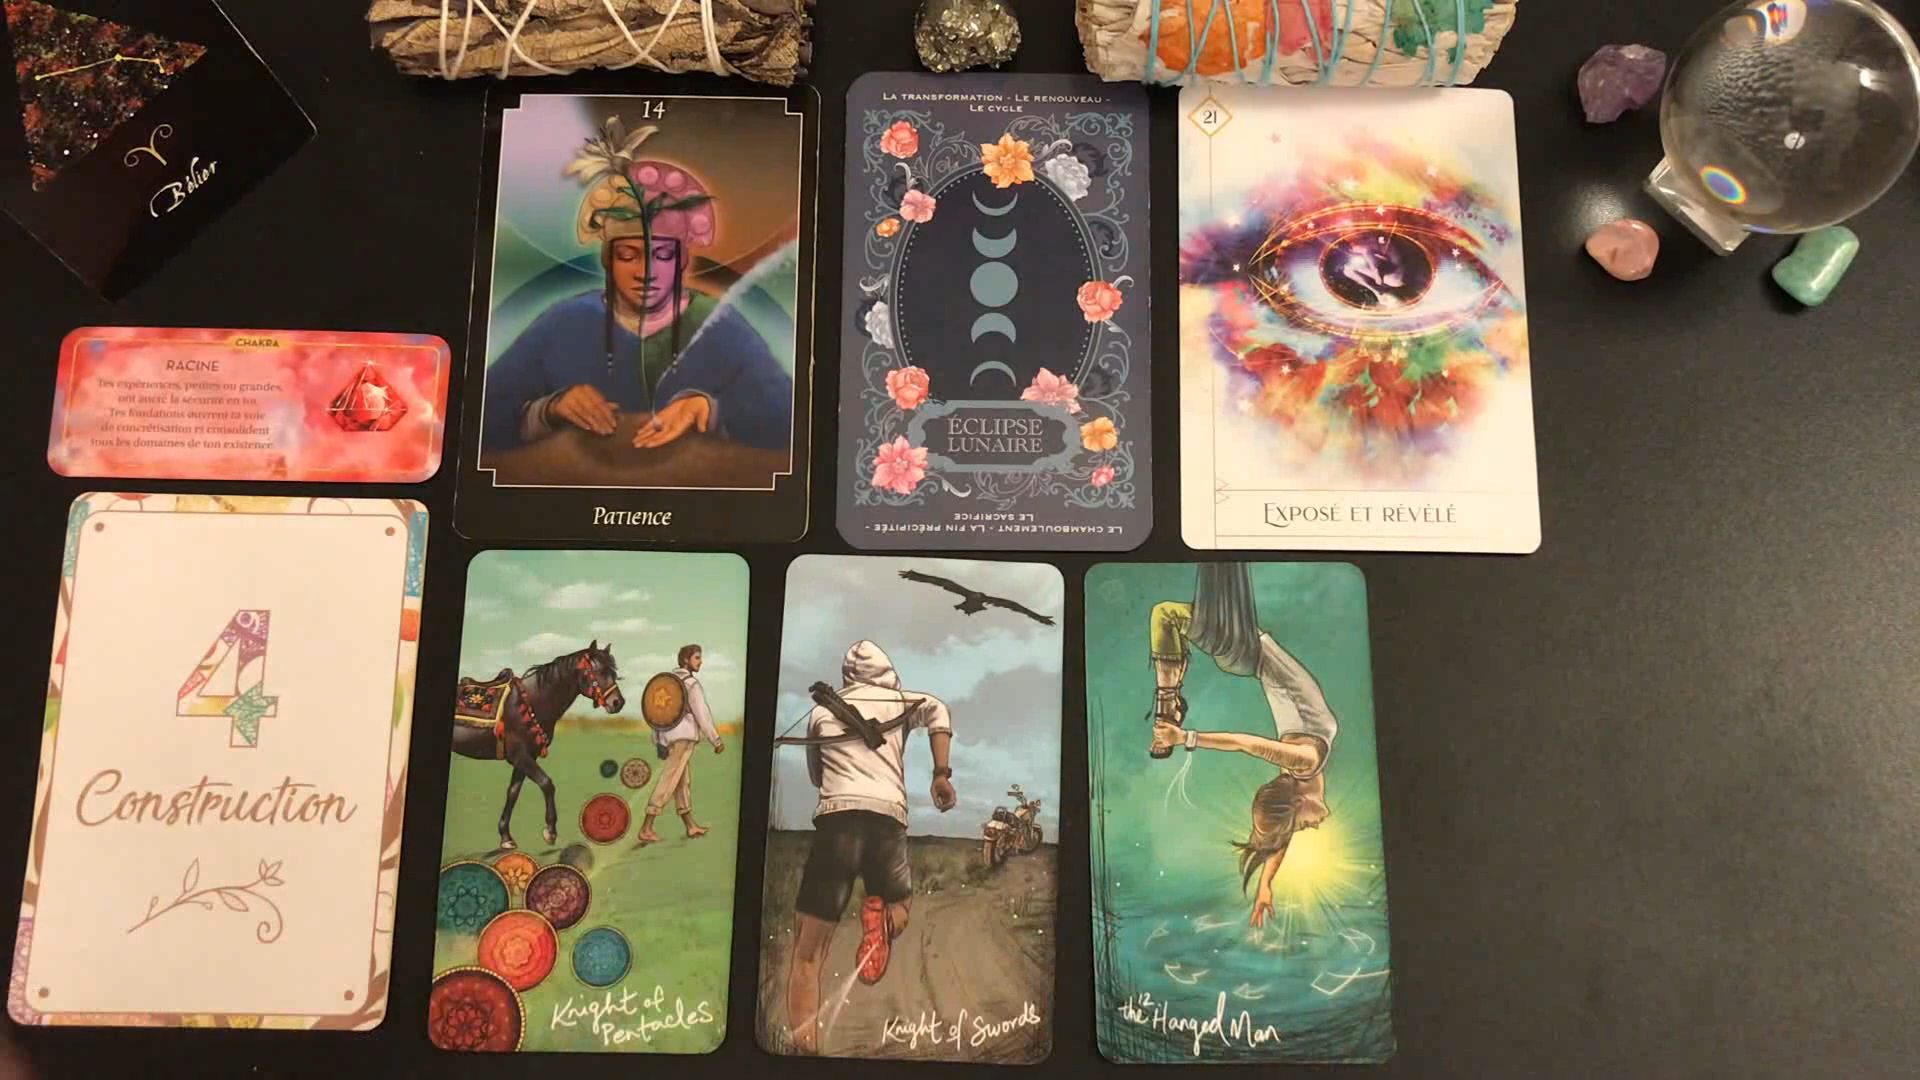 Bélier
CHAKRA
RACINE
Tes expériences, petites ou grandes,
ont ancré la sécurité en toi.
Tes fondations ouvrent ta voie
de concrétisation et consolident
tous les domaines de ton existence.
14
Patience
La transformation - Le renouveau -
Le cycle
ÉCLIPSE
LUNAIRE
Le chamboulement - La fin précipitée -
Le sacrifice
21
Exposé et révélé
4
Construction
Knight of
Pentacles
Knight of Swords
12
the Hanged Man